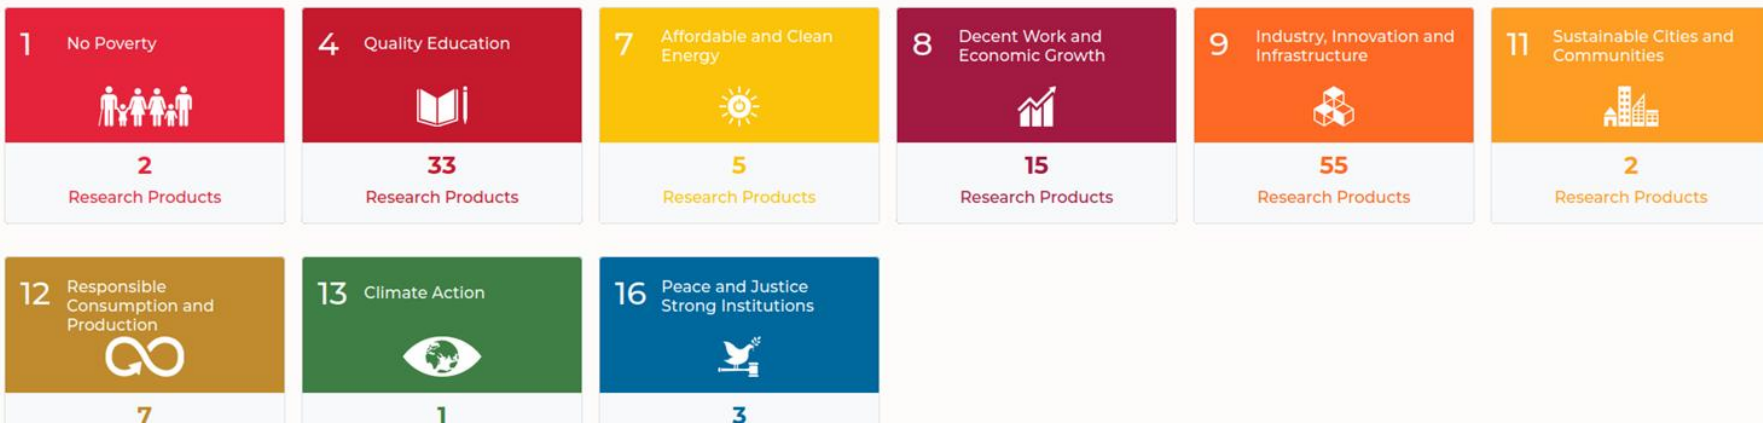 1 No Poverty
2
Research Products
4 Quality Education
33
Research Products
7 Affordable and Clean
Energy
5
Research Products
8 Decent Work and
Economic Growth
15
Research Products
9 Industry, Innovation and
Infrastructure
55
Research Products
11 Sustainable Cities and
Communities
2
Research Products
12 Responsible
Consumption and
Production
7
13 Climate Action
1
16 Peace and Justice
Strong Institutions
3